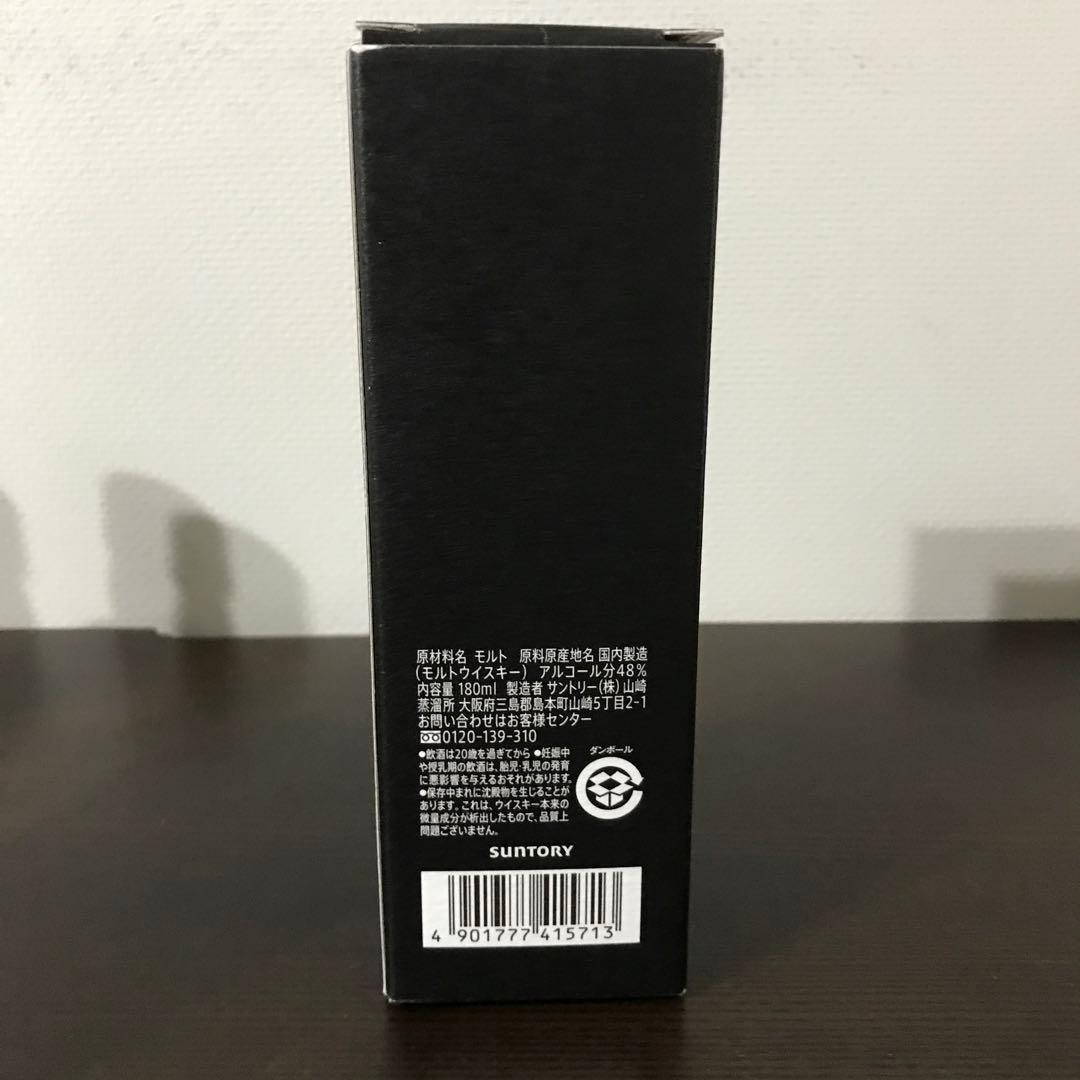 原材料名 モルト 原料原産地名 国内製造
(モルトウイスキー) アルコール分48%
内容量 180ml 製造者 サントリー(株)山崎
蒸溜所 大阪府三島郡島本町山崎5丁目2-1
お問い合わせはお客様センター
0120-139-310
●飲酒は20歳を過ぎてから ●妊娠中
や授乳期の飲酒は、胎児・乳児の発育
に悪影響を与えるおそれがあります。
●保存中まれに沈殿物を生じることが
あります。これは、ウイスキー本来の
微量成分が析出したもので、品質上
問題ございません。
ダンボール
SUNTORY
4 901777 415713